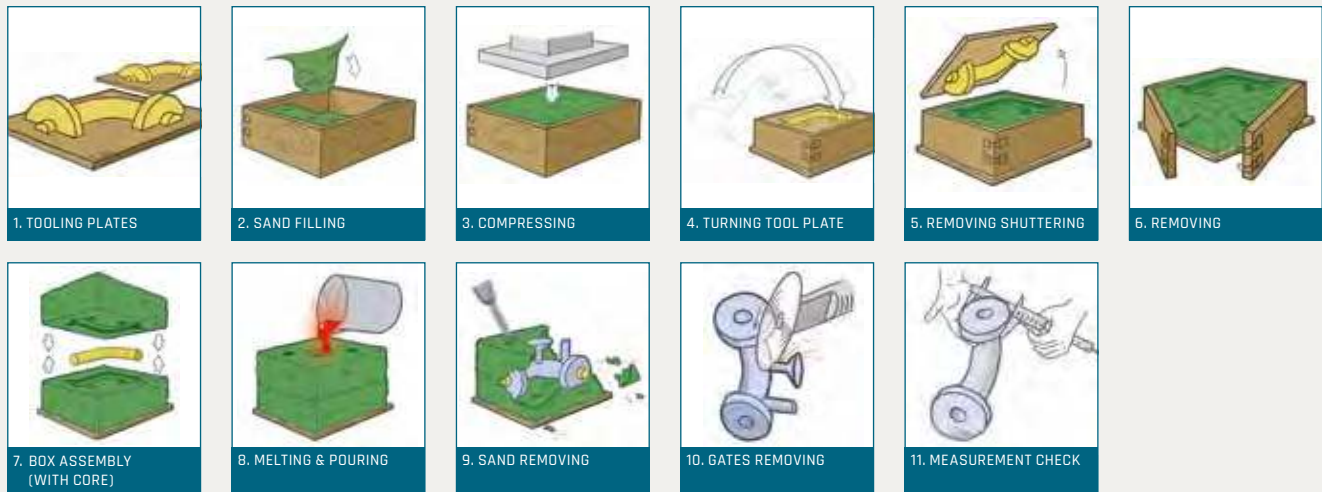 1. TOOLING PLATES
2. SAND FILLING
3. COMPRESSING
4. TURNING TOOL PLATE
5. REMOVING SHUTTERING
6. REMOVING
7. BOX ASSEMBLY
(WITH CORE)
8. MELTING & POURING
9. SAND REMOVING
10. GATES REMOVING
11. MEASUREMENT CHECK